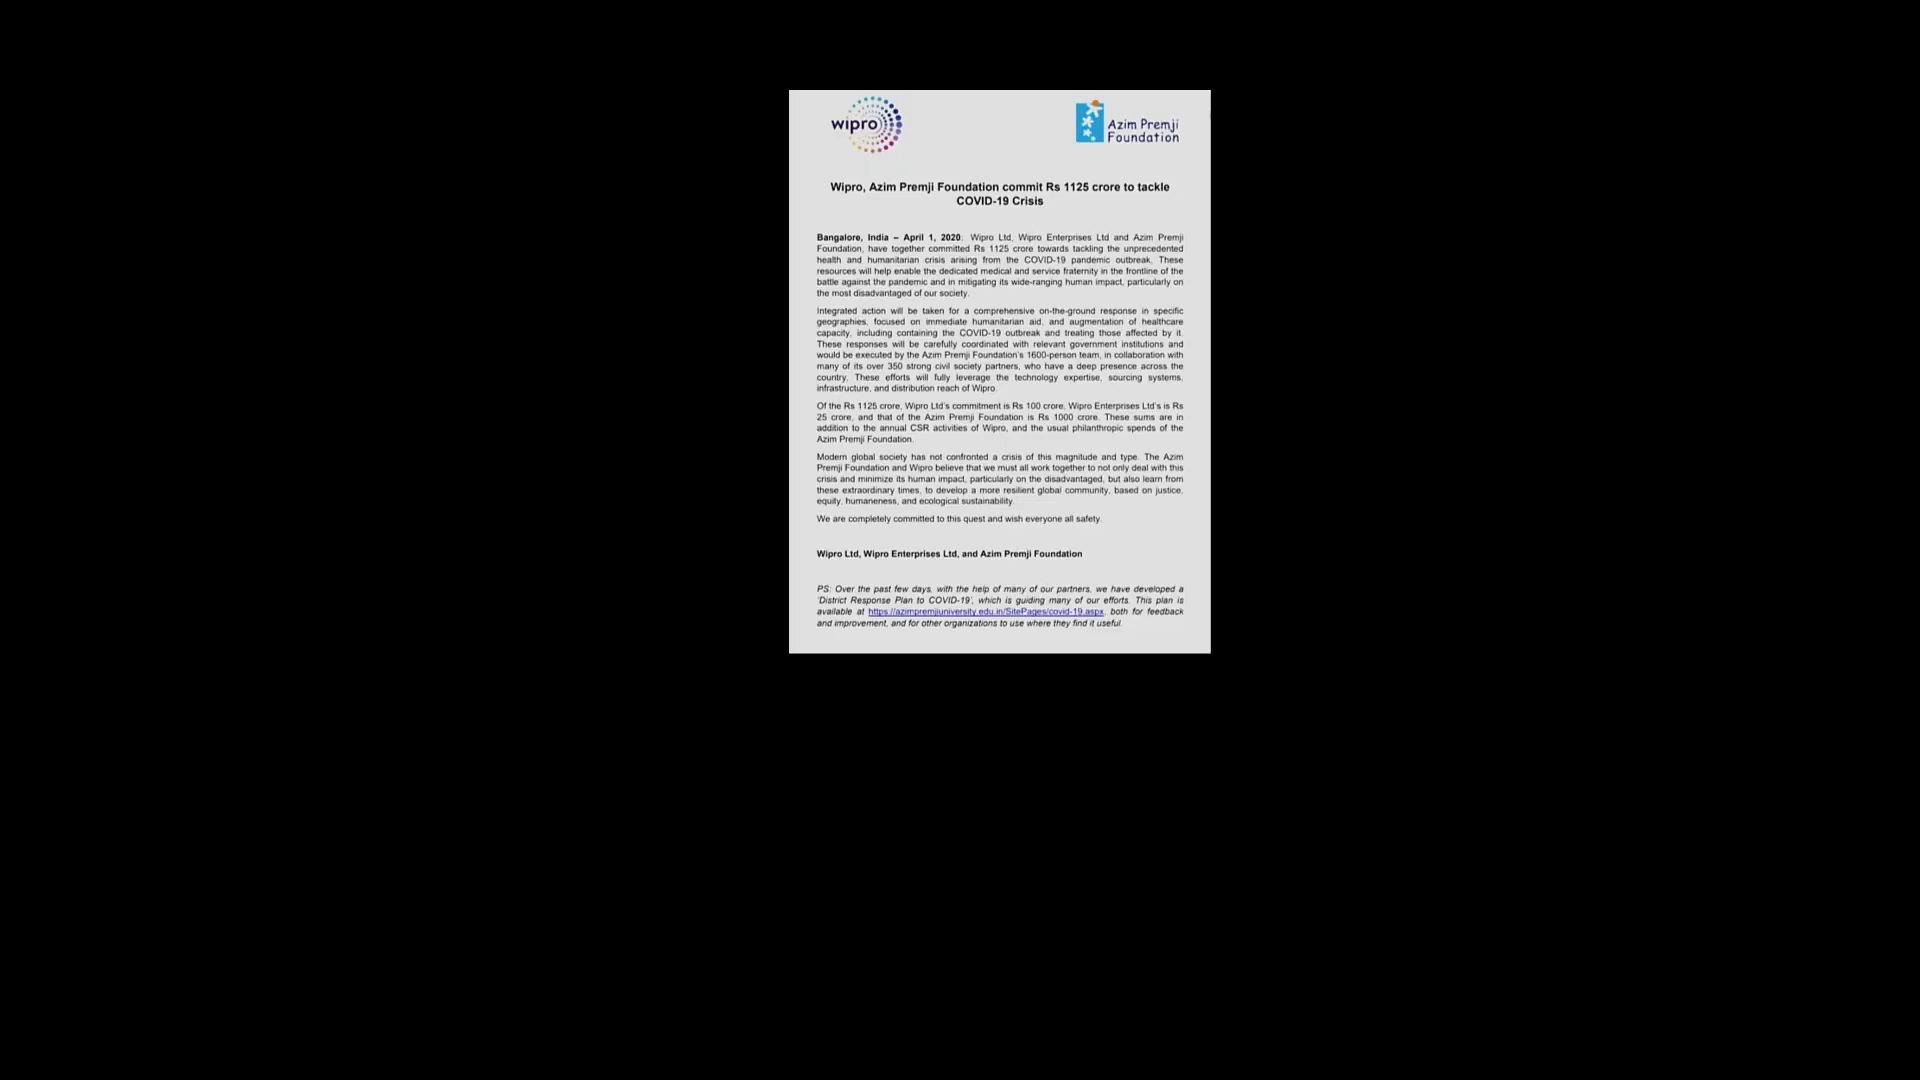 wipro
Azim Premji
Foundation
Wipro, Azim Premji Foundation commit Rs 1125 crore to tackle
COVID-19 Crisis
Bangalore, India – April 1, 2020: Wipro Ltd, Wipro Enterprises Ltd and Azim Premji
Foundation, have together committed Rs 1125 crore towards tackling the unprecedented
health and humanitarian crisis arising from the COVID-19 pandemic outbreak. These
resources will help enable the dedicated medical and service fraternity in the frontline of the
battle against the pandemic and in mitigating its wide-ranging human impact, particularly on
the most disadvantaged of our society.
Integrated action will be taken for a comprehensive on-the-ground response in specific
geographies, focused on immediate humanitarian aid, and augmentation of healthcare
capacity, including containing the COVID-19 outbreak and treating those affected by it.
These responses will be carefully coordinated with relevant government institutions and
would be executed by the Azim Premji Foundation's 1600-person team, in collaboration with
many of its over 350 strong civil society partners, who have a deep presence across the
country. These efforts will fully leverage the technology expertise, sourcing systems,
infrastructure, and distribution reach of Wipro.
Of the Rs 1125 crore, Wipro Ltd's commitment is Rs 100 crore, Wipro Enterprises Ltd's is Rs
25 crore, and that of the Azim Premji Foundation is Rs 1000 crore. These sums are in
addition to the annual CSR activities of Wipro, and the usual philanthropic spends of the
Azim Premji Foundation.
Modern global society has not confronted a crisis of this magnitude and type. The Azim
Premji Foundation and Wipro believe that we must all work together to not only deal with this
crisis and minimize its human impact, particularly on the disadvantaged, but also learn from
these extraordinary times, to develop a more resilient global community, based on justice,
equity, humaneness, and ecological sustainability.
We are completely committed to this quest and wish everyone all safety.
Wipro Ltd, Wipro Enterprises Ltd, and Azim Premji Foundation
PS: Over the past few days, with the help of many of our partners, we have developed a
'District Response Plan to COVID-19', which is guiding many of our efforts. This plan is
available at https://azimpremjiuniversity.edu.in/SitePages/covid-19.aspx, both for feedback
and improvement, and for other organizations to use where they find it useful.